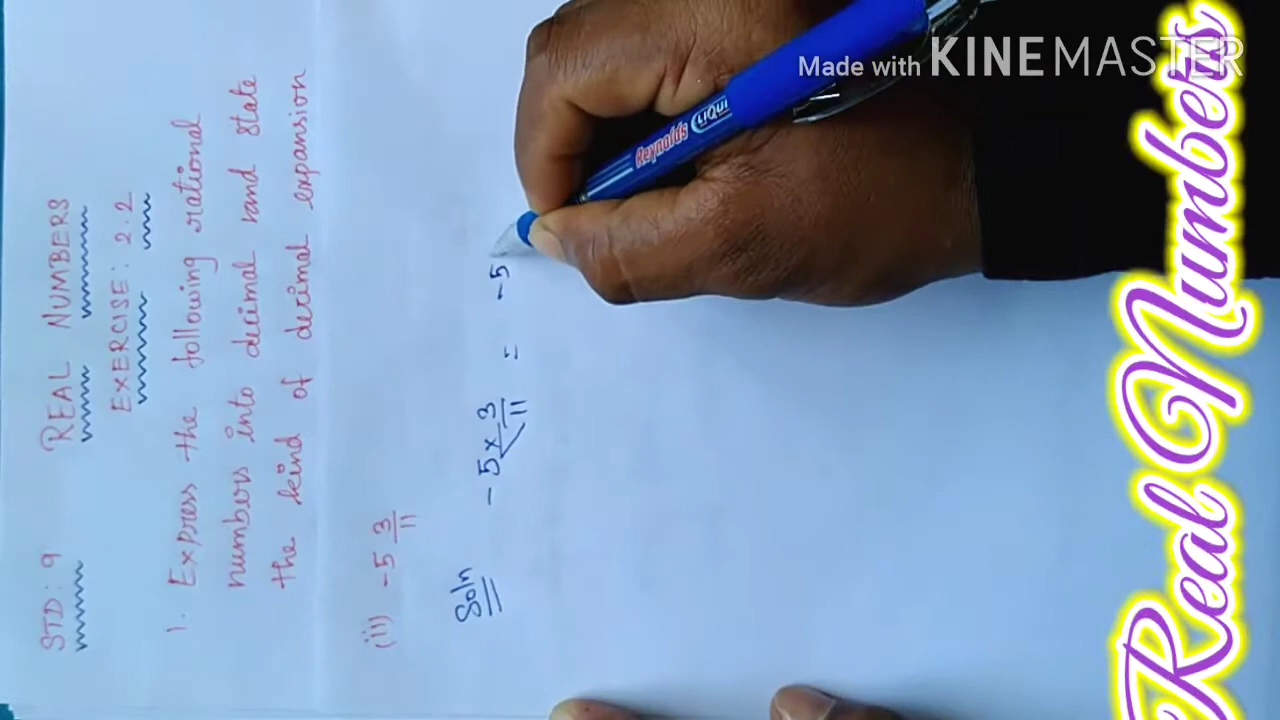 STD: 9 REAL NUMBERS
EXERCISE: 2.2
1. Express the following rational
numbers into decimal and state
the kind of decimal expansion
(ii) -5 3/11
Soln
- 5 × 3/11 = -5
Reynolds LIQUI
Made with KINEMASTER
Real Numbers